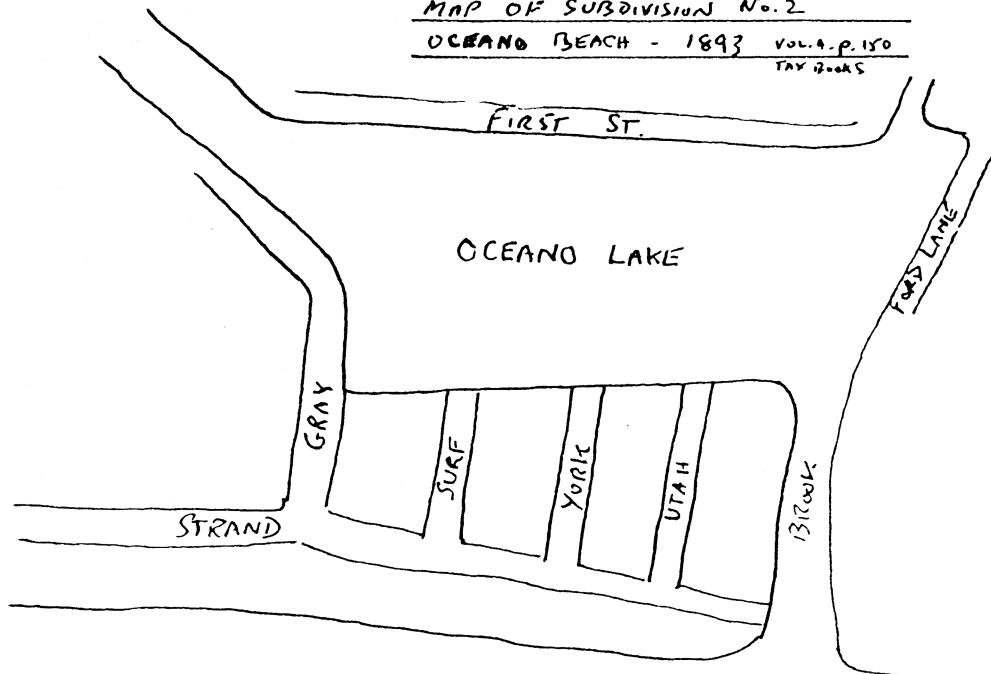 MAP OF SUBDIVISION No.2
OCEANO BEACH - 1893 VOL.4.P.150
TAX BOOKS
FIRST ST.
OCEANO LAKE
FORD LANE
GRAY
SURF
YORK
UTAH
BROOK
STRAND